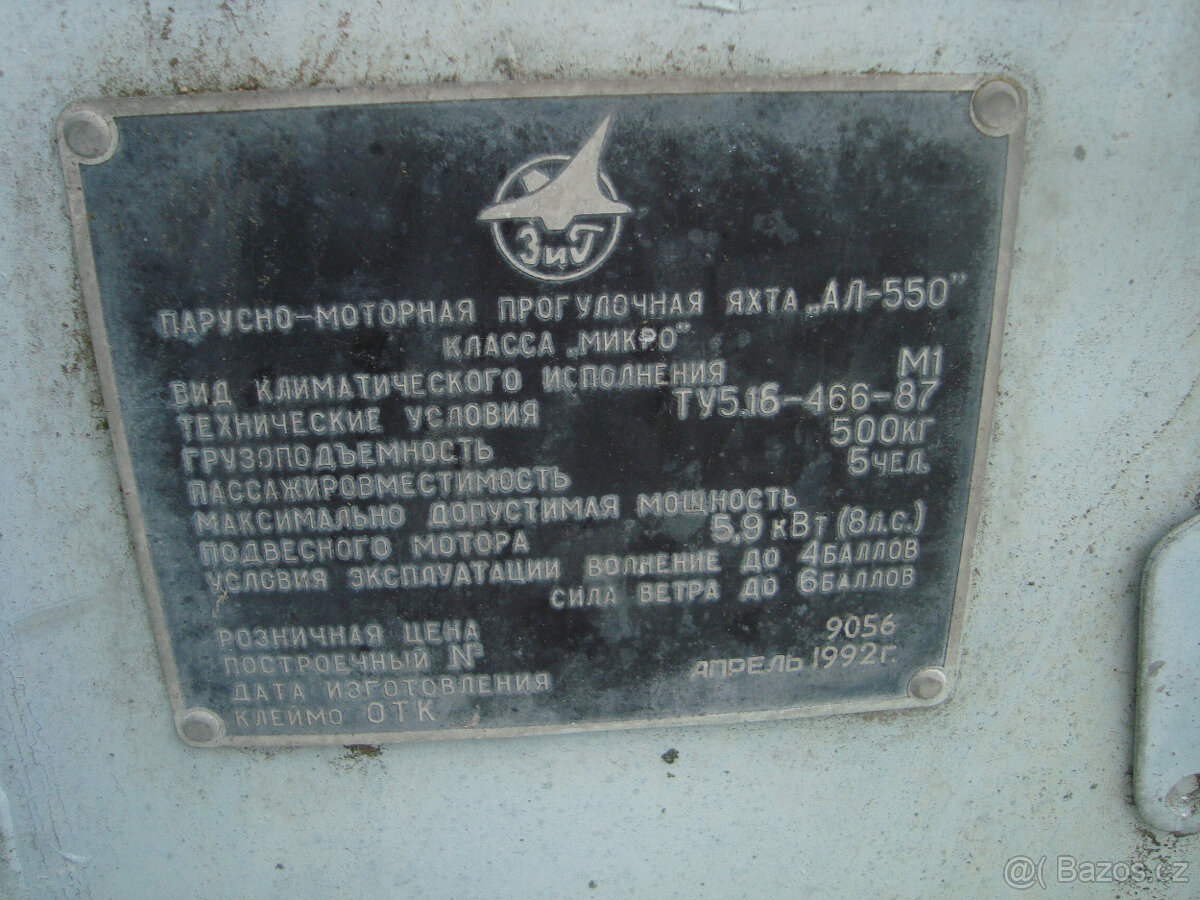 ЗиГ
ПАРУСНО-МОТОРНАЯ ПРОГУЛОЧНАЯ ЯХТА „АЛ-550"
КЛАССА „МИКРО"
ВИД КЛИМАТИЧЕСКОГО ИСПОЛНЕНИЯ М1
ТЕХНИЧЕСКИЕ УСЛОВИЯ ТУ5.16-466-87
ГРУЗОПОДЪЕМНОСТЬ 500КГ
ПАССАЖИРОВМЕСТИМОСТЬ 5ЧЕЛ.
МАКСИМАЛЬНО ДОПУСТИМАЯ МОЩНОСТЬ
ПОДВЕСНОГО МОТОРА 5,9 кВт (8л.с.)
УСЛОВИЯ ЭКСПЛУАТАЦИИ ВОЛНЕНИЕ ДО 4БАЛЛОВ
СИЛА ВЕТРА ДО 6БАЛЛОВ
РОЗНИЧНАЯ ЦЕНА
ПОСТРОЕЧНЫЙ № 9056
ДАТА ИЗГОТОВЛЕНИЯ АПРЕЛЬ 1992г.
КЛЕЙМО ОТК
@( Bazos.cz